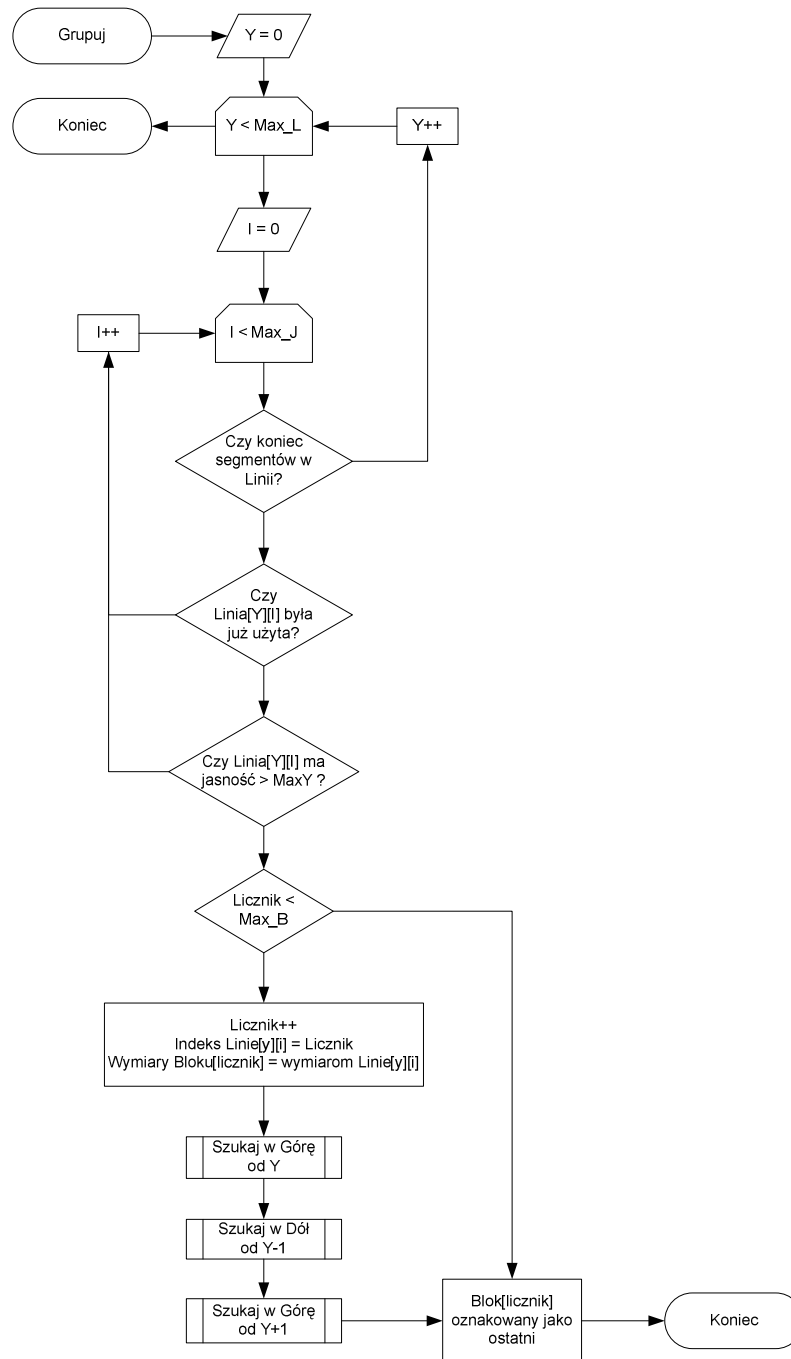 Grupuj
Y = 0
Koniec
Y < Max_L
Y++
I = 0
I++
I < Max_J
Czy koniec
segmentów w
Linii?
Czy
Linia[Y][I] była
już użyta?
Czy Linia[Y][I] ma
jasność > MaxY ?
Licznik <
Max_B
Licznik++
Indeks Linie[y][i] = Licznik
Wymiary Bloku[licznik] = wymiarom Linie[y][i]
Szukaj w Górę
od Y
Szukaj w Dół
od Y-1
Szukaj w Górę
od Y+1
Blok[licznik]
oznakowany jako
ostatni
Koniec